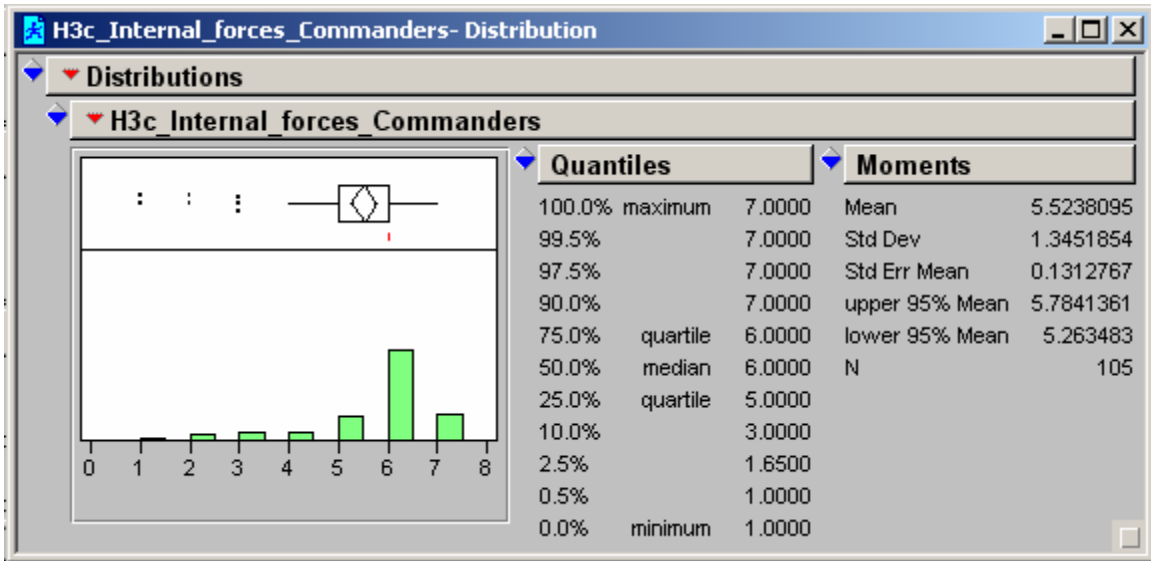 H3c_Internal_forces_Commanders- Distribution
Distributions
H3c_Internal_forces_Commanders
0 1 2 3 4 5 6 7 8
Quantiles
100.0% maximum 7.0000
99.5% 7.0000
97.5% 7.0000
90.0% 7.0000
75.0% quartile 6.0000
50.0% median 6.0000
25.0% quartile 5.0000
10.0% 3.0000
2.5% 1.6500
0.5% 1.0000
0.0% minimum 1.0000
Moments
Mean 5.5238095
Std Dev 1.3451854
Std Err Mean 0.1312767
upper 95% Mean 5.7841361
lower 95% Mean 5.263483
N 105